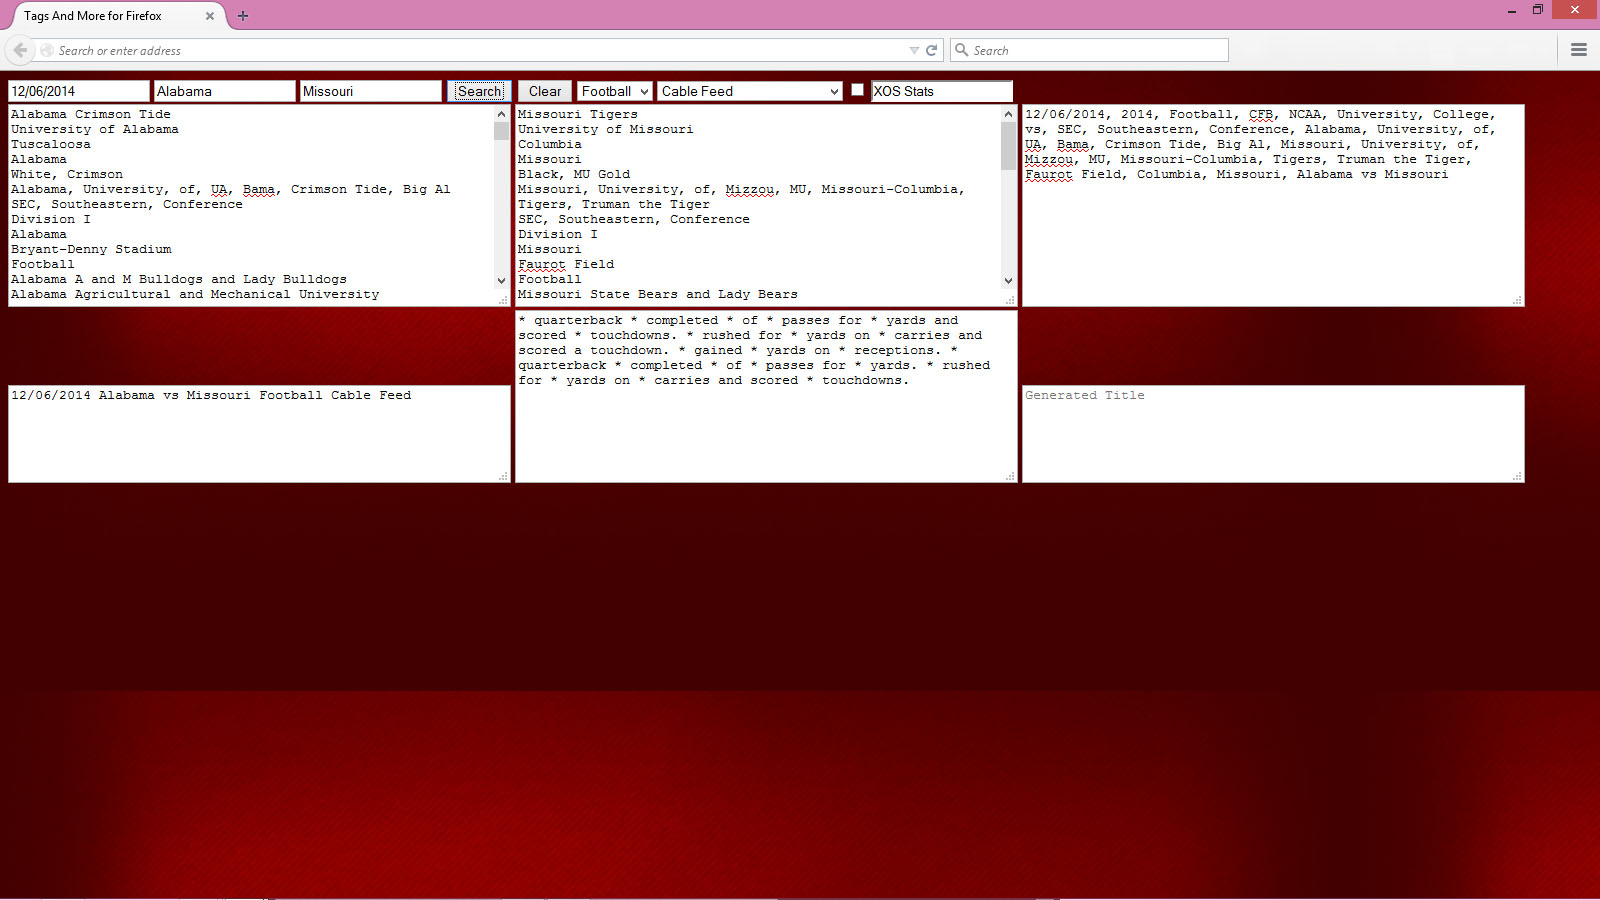 Tags And More for Firefox
Search or enter address
Search
12/06/2014 Alabama Missouri Search Clear Football Cable Feed XOS Stats
Alabama Crimson Tide
University of Alabama
Tuscaloosa
Alabama
White, Crimson
Alabama, University, of, UA, Bama, Crimson Tide, Big Al
SEC, Southeastern, Conference
Division I
Alabama
Bryant-Denny Stadium
Football
Alabama A and M Bulldogs and Lady Bulldogs
Alabama Agricultural and Mechanical University
Missouri Tigers
University of Missouri
Columbia
Missouri
Black, MU Gold
Missouri, University, of, Mizzou, MU, Missouri-Columbia,
Tigers, Truman the Tiger
SEC, Southeastern, Conference
Division I
Missouri
Faurot Field
Football
Missouri State Bears and Lady Bears
12/06/2014, 2014, Football, CFB, NCAA, University, College,
vs, SEC, Southeastern, Conference, Alabama, University, of,
UA, Bama, Crimson Tide, Big Al, Missouri, University, of,
Mizzou, MU, Missouri-Columbia, Tigers, Truman the Tiger,
Faurot Field, Columbia, Missouri, Alabama vs Missouri
12/06/2014 Alabama vs Missouri Football Cable Feed
* quarterback * completed * of * passes for * yards and
scored * touchdowns. * rushed for * yards on * carries and
scored a touchdown. * gained * yards on * receptions. *
quarterback * completed * of * passes for * yards. * rushed
for * yards on * carries and scored * touchdowns.
Generated Title